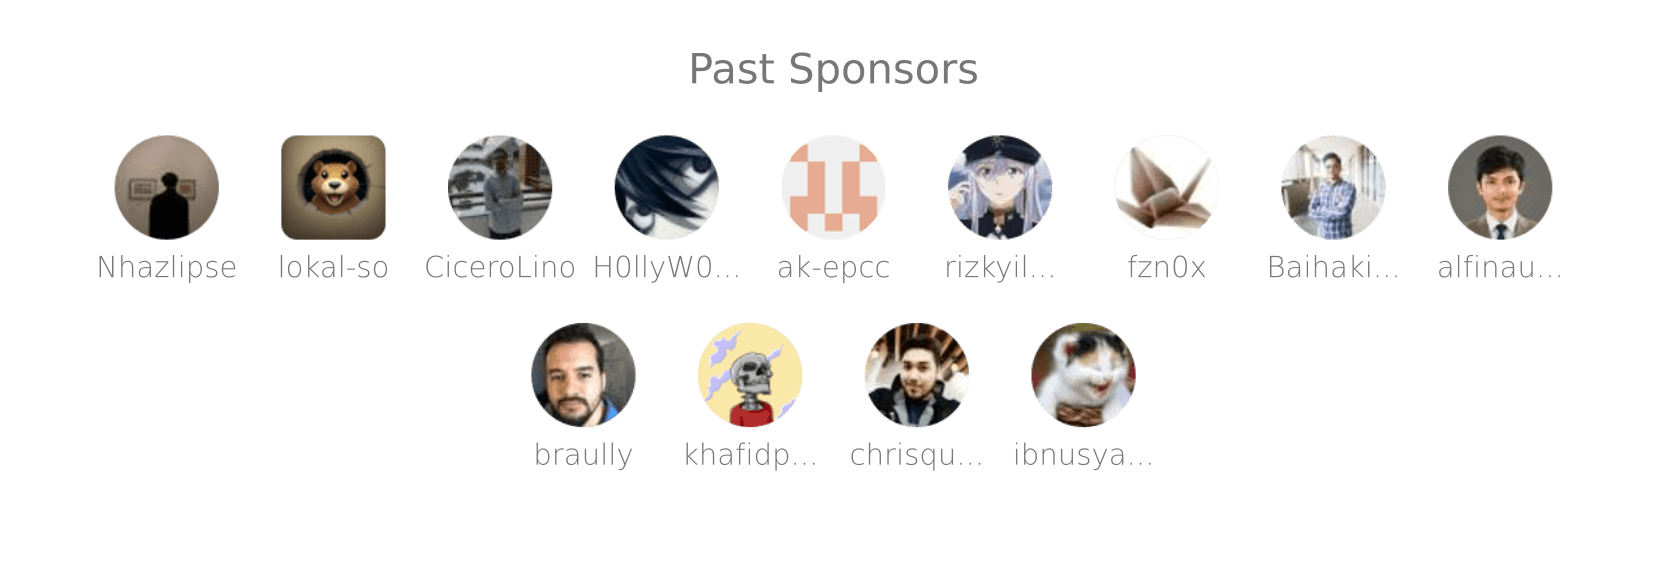 Past Sponsors
Nhazlipse lokal-so CiceroLino H0llyW0... ak-epcc rizkyil... fzn0x Baihaki... alfinau...
braully khafidp... chrisqu... ibnusya...